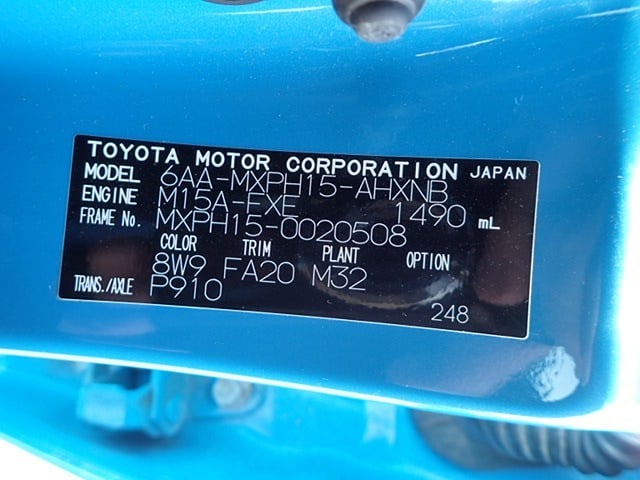 TOYOTA MOTOR CORPORATION JAPAN
MODEL 6AA-MXPH15-AHXNB
ENGINE M15A-FXE 1490 mL
FRAME No. MXPH15-0020508
COLOR TRIM PLANT OPTION
8W9 FA20 M32
TRANS./AXLE P910
248